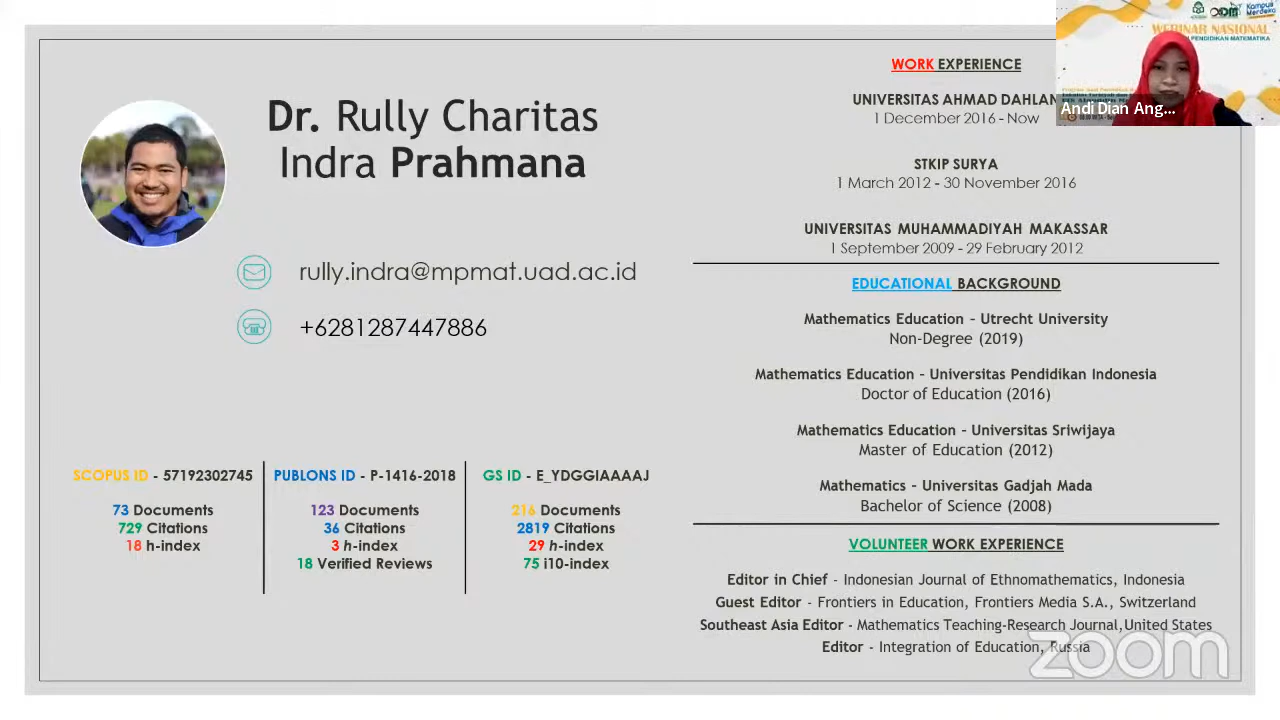 Dr. Rully Charitas
Indra Prahmana
rully.indra@mpmat.uad.ac.id
+6281287447886
SCOPUS ID - 57192302745
73 Documents
729 Citations
18 h-index
PUBLONS ID - P-1416-2018
123 Documents
36 Citations
3 h-index
18 Verified Reviews
GS ID - E_YDGGIAAAAJ
216 Documents
2819 Citations
29 h-index
75 i10-index
WORK EXPERIENCE
UNIVERSITAS AHMAD DAHLAN
1 December 2016 - Now
STKIP SURYA
1 March 2012 - 30 November 2016
UNIVERSITAS MUHAMMADIYAH MAKASSAR
1 September 2009 - 29 February 2012
EDUCATIONAL BACKGROUND
Mathematics Education – Utrecht University
Non-Degree (2019)
Mathematics Education – Universitas Pendidikan Indonesia
Doctor of Education (2016)
Mathematics Education – Universitas Sriwijaya
Master of Education (2012)
Mathematics – Universitas Gadjah Mada
Bachelor of Science (2008)
VOLUNTEER WORK EXPERIENCE
Editor in Chief - Indonesian Journal of Ethnomathematics, Indonesia
Guest Editor - Frontiers in Education, Frontiers Media S.A., Switzerland
Southeast Asia Editor - Mathematics Teaching-Research Journal,United States
Editor - Integration of Education, Russia
Kampus
Merdeka
WEBINAR NASIONAL
PENDIDIKAN MATEMATIKA
Andi Dian Ang...
zoom